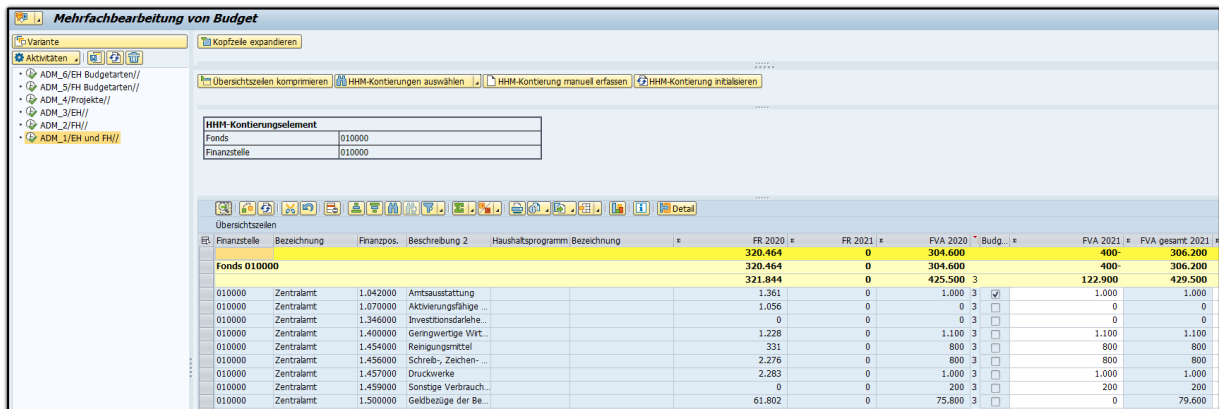 Mehrfachbearbeitung von Budget
Variante
Kopfzeile expandieren
Aktivitäten
ADM_6/EH Budgetarten//
ADM_5/FH Budgetarten//
ADM_4/Projekte//
ADM_3/EH//
ADM_2/FH//
ADM_1/EH und FH//
Übersichtszeilen komprimieren HHM-Kontierungen auswählen HHM-Kontierung manuell erfassen HHM-Kontierung initialisieren
HHM-Kontierungselement
Fonds 010000
Finanzstelle 010000
Detail
Übersichtszeilen
Finanzstelle Bezeichnung Finanzpos. Beschreibung 2 Haushaltsprogramm Bezeichnung FR 2020 FR 2021 FVA 2020 Budg... FVA 2021 FVA gesamt 2021
320.464 0 304.600 400- 306.200
Fonds 010000 320.464 0 304.600 400- 306.200
321.844 0 425.500 3 122.900 429.500
010000 Zentralamt 1.042000 Amtsausstattung 1.361 0 1.000 3 1.000 1.000
010000 Zentralamt 1.070000 Aktivierungsfähige ... 1.056 0 0 3 0 0
010000 Zentralamt 1.346000 Investitionsdarlehe... 0 0 0 3 0 0
010000 Zentralamt 1.400000 Geringwertige Wirt... 1.228 0 1.100 3 1.100 1.100
010000 Zentralamt 1.454000 Reinigungsmittel 331 0 800 3 800 800
010000 Zentralamt 1.456000 Schreib-, Zeichen- ... 2.276 0 800 3 800 800
010000 Zentralamt 1.457000 Druckwerke 2.283 0 1.000 3 1.000 1.000
010000 Zentralamt 1.459000 Sonstige Verbrauch... 0 0 200 3 200 200
010000 Zentralamt 1.500000 Geldbezüge der Be... 61.802 0 75.800 3 0 79.600